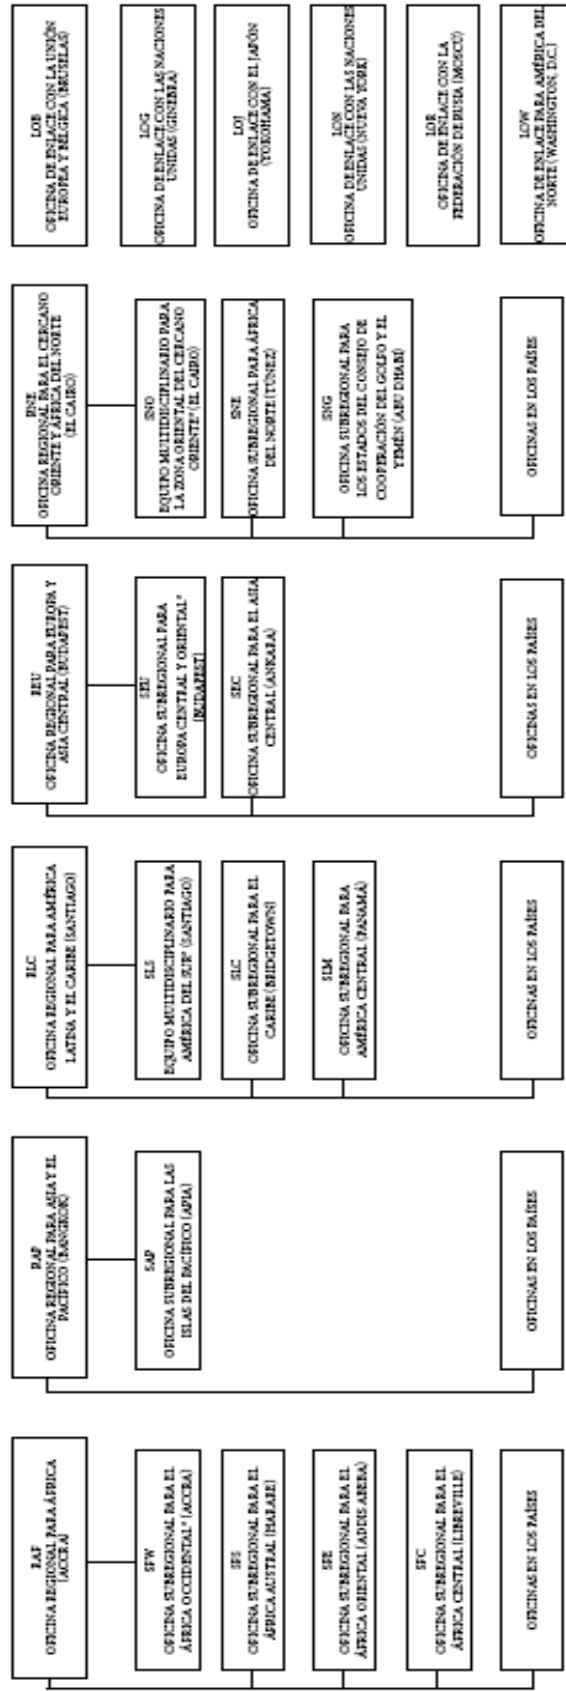 RAF
OFICINA REGIONAL PARA ÁFRICA
(ACCRA)
SFW
OFICINA SUBREGIONAL PARA EL
ÁFRICA OCCIDENTAL* (ACCRA)
SFS
OFICINA SUBREGIONAL PARA EL
ÁFRICA AUSTRAL (HARARE)
SFE
OFICINA SUBREGIONAL PARA EL
ÁFRICA ORIENTAL (ADDIS ABEBA)
SFC
OFICINA SUBREGIONAL PARA EL
ÁFRICA CENTRAL (LIBREVILLE)
OFICINAS EN LOS PAÍSES
RAP
OFICINA REGIONAL PARA ASIA Y EL
PACÍFICO (BANGKOK)
SAP
OFICINA SUBREGIONAL PARA LAS
ISLAS DEL PACÍFICO (APIA)
OFICINAS EN LOS PAÍSES
RLC
OFICINA REGIONAL PARA AMÉRICA
LATINA Y EL CARIBE (SANTIAGO)
SLS
EQUIPO MULTIDISCIPLINARIO PARA
AMÉRICA DEL SUR* (SANTIAGO)
SLC
OFICINA SUBREGIONAL PARA EL
CARIBE (BRIDGETOWN)
SLM
OFICINA SUBREGIONAL PARA
AMÉRICA CENTRAL (PANAMÁ)
OFICINAS EN LOS PAÍSES
REU
OFICINA REGIONAL PARA EUROPA Y
ASIA CENTRAL (BUDAPEST)
SEU
OFICINA SUBREGIONAL PARA
EUROPA CENTRAL Y ORIENTAL*
(BUDAPEST)
SEC
OFICINA SUBREGIONAL PARA EL ASIA
CENTRAL (ANKARA)
OFICINAS EN LOS PAÍSES
RNE
OFICINA REGIONAL PARA EL CERCANO
ORIENTE Y ÁFRICA DEL NORTE
(EL CAIRO)
SNO
EQUIPO MULTIDISCIPLINARIO PARA
LA ZONA ORIENTAL DEL CERCANO
ORIENTE* (EL CAIRO)
SNE
OFICINA SUBREGIONAL PARA ÁFRICA
DEL NORTE (TÚNEZ)
SNG
OFICINA SUBREGIONAL PARA
LOS ESTADOS DEL CONSEJO DE
COOPERACIÓN DEL GOLFO Y EL
YEMÉN (ABU DHABI)
OFICINAS EN LOS PAÍSES
LOB
OFICINA DE ENLACE CON LA UNIÓN
EUROPEA Y BÉLGICA (BRUSELAS)
LOG
OFICINA DE ENLACE CON LAS NACIONES
UNIDAS (GINEBRA)
LOJ
OFICINA DE ENLACE CON EL JAPÓN
(YOKOHAMA)
LON
OFICINA DE ENLACE CON LAS NACIONES
UNIDAS (NUEVA YORK)
LOR
OFICINA DE ENLACE CON LA
FEDERACIÓN DE RUSIA (MOSCÚ)
LOW
OFICINA DE ENLACE PARA AMÉRICA DEL
NORTE ( WASHINGTON, D.C.)